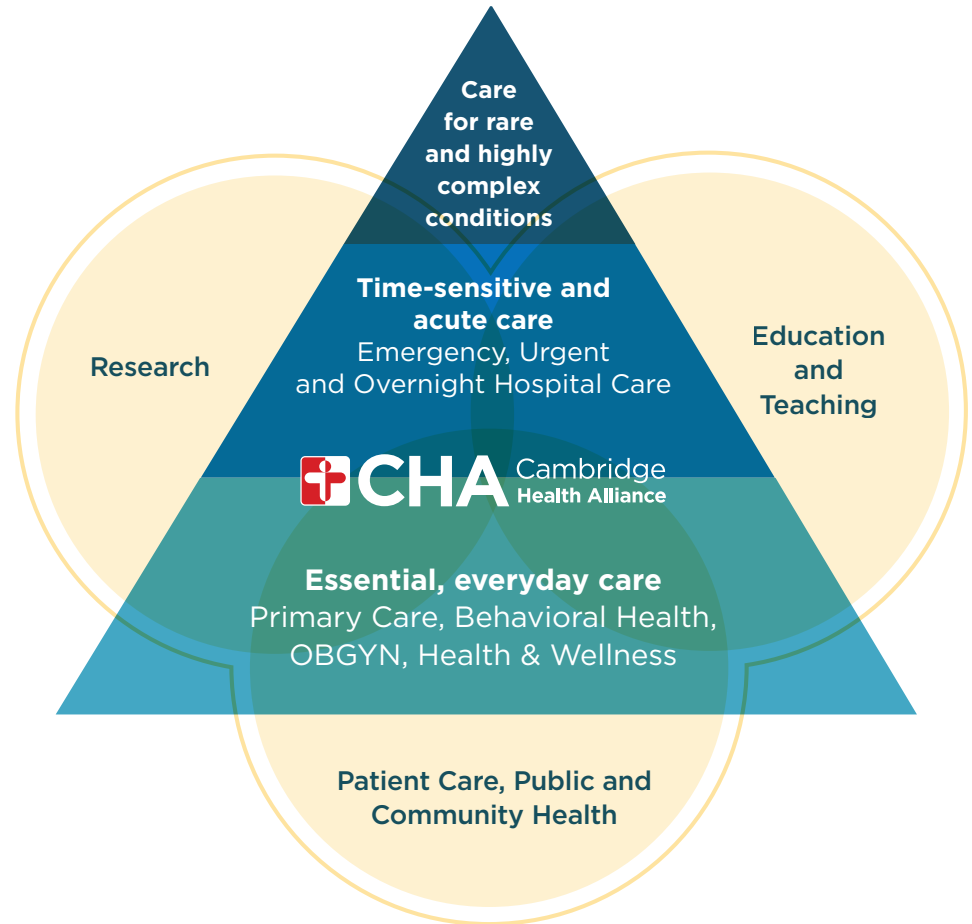 Care
for rare
and highly
complex
conditions
Time-sensitive and
acute care
Emergency, Urgent
and Overnight Hospital Care
Research
Education
and
Teaching
CHA Cambridge
Health Alliance
Essential, everyday care
Primary Care, Behavioral Health,
OBGYN, Health & Wellness
Patient Care, Public and
Community Health